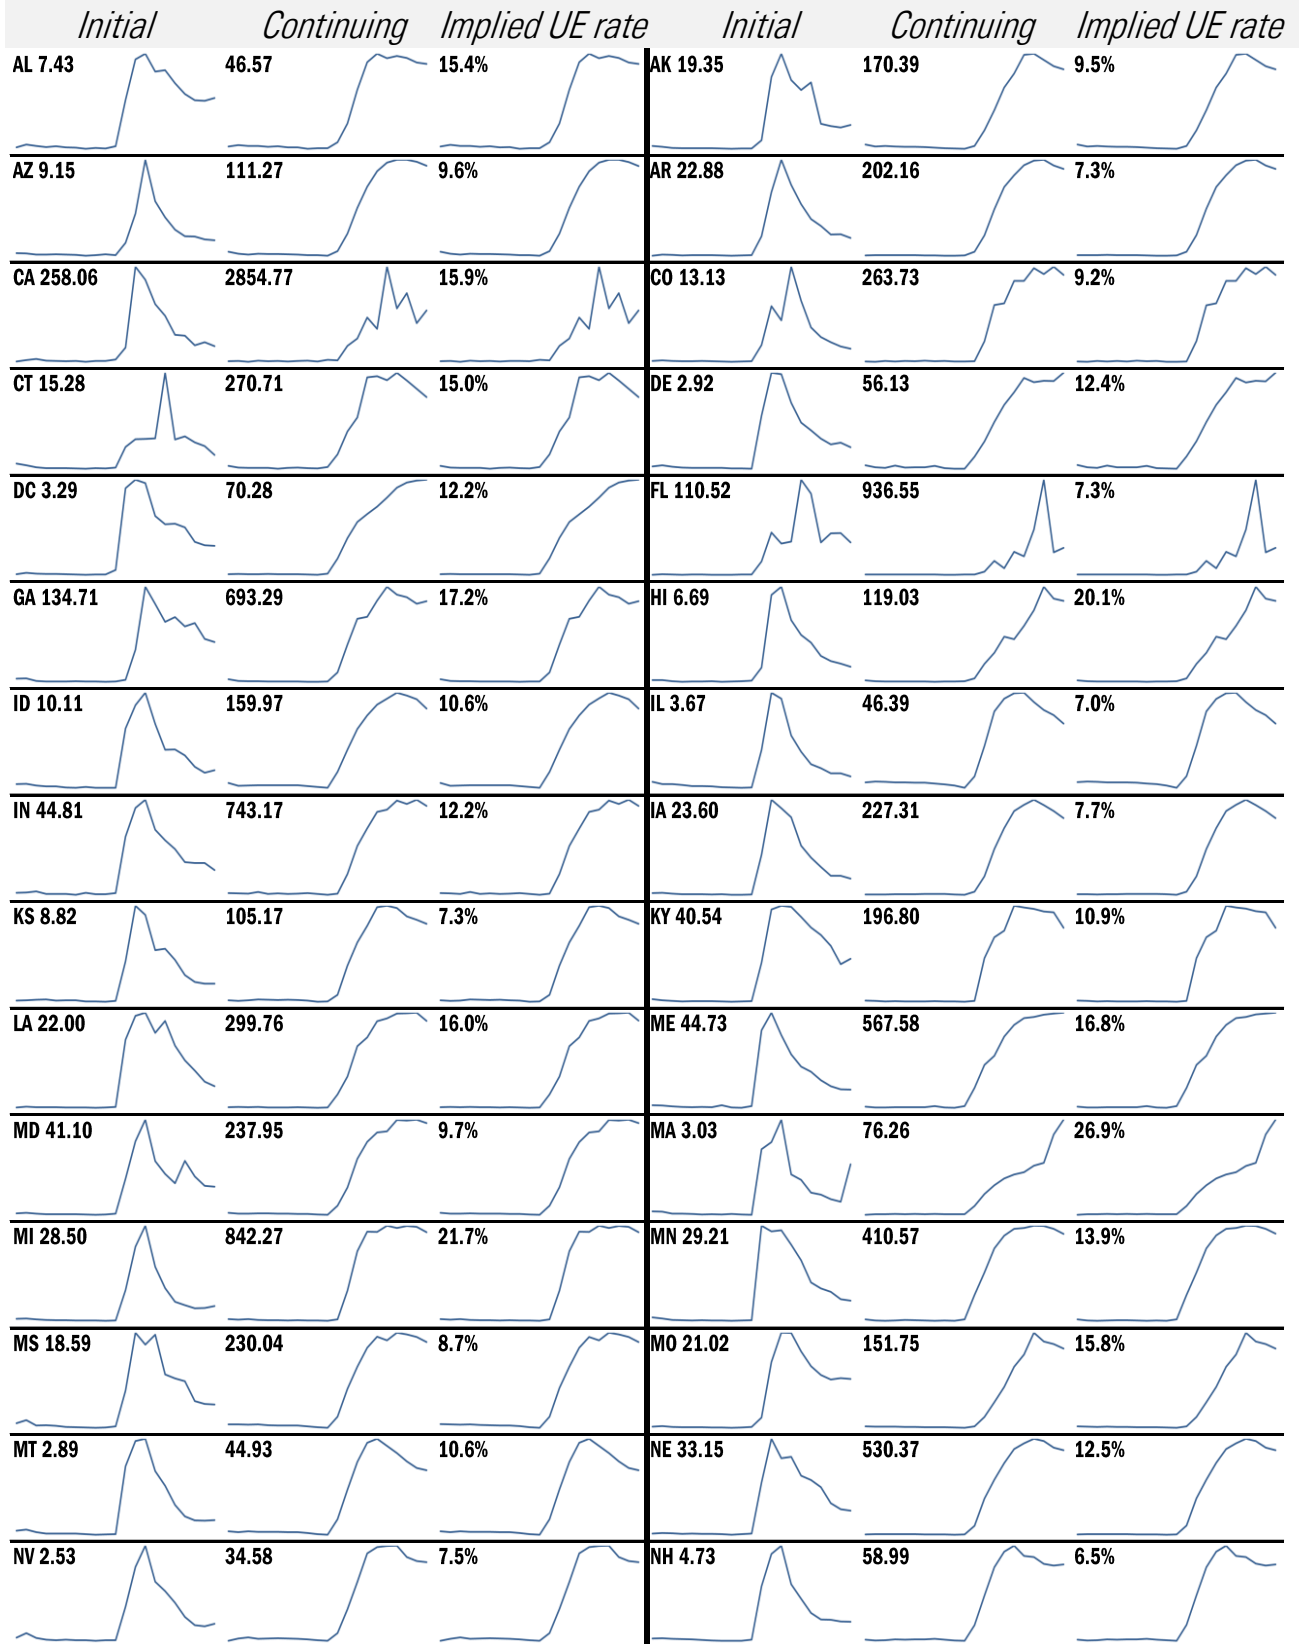 Initial Continuing Implied UE rate Initial Continuing Implied UE rate
AL 7.43 46.57 15.4% AK 19.35 170.39 9.5%
AZ 9.15 111.27 9.6% AR 22.88 202.16 7.3%
CA 258.06 2854.77 15.9% CO 13.13 263.73 9.2%
CT 15.28 270.71 15.0% DE 2.92 56.13 12.4%
DC 3.29 70.28 12.2% FL 110.52 936.55 7.3%
GA 134.71 693.29 17.2% HI 6.69 119.03 20.1%
ID 10.11 159.97 10.6% IL 3.67 46.39 7.0%
IN 44.81 743.17 12.2% IA 23.60 227.31 7.7%
KS 8.82 105.17 7.3% KY 40.54 196.80 10.9%
LA 22.00 299.76 16.0% ME 44.73 567.58 16.8%
MD 41.10 237.95 9.7% MA 3.03 76.26 26.9%
MI 28.50 842.27 21.7% MN 29.21 410.57 13.9%
MS 18.59 230.04 8.7% MO 21.02 151.75 15.8%
MT 2.89 44.93 10.6% NE 33.15 530.37 12.5%
NV 2.53 34.58 7.5% NH 4.73 58.99 6.5%